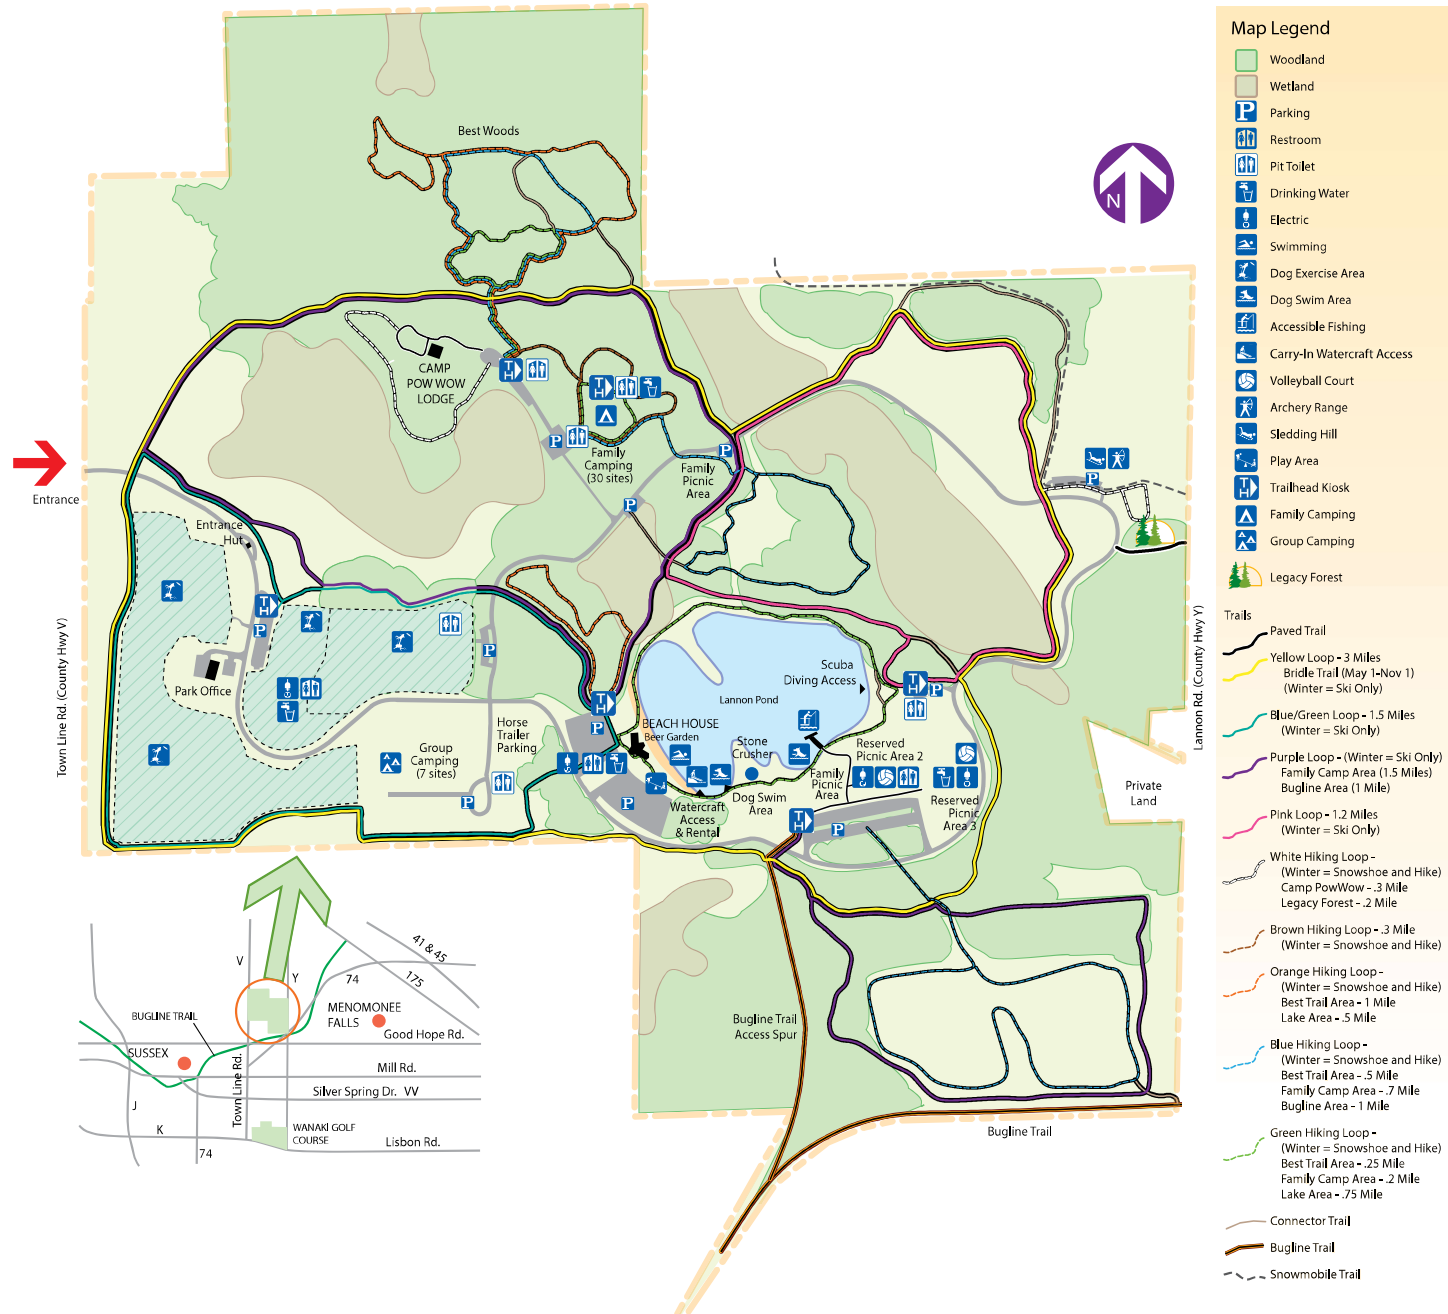 Best Woods
N
CAMP
POW WOW
LODGE
Family
Camping
(30 sites)
Family
Picnic
Area
Entrance
Entrance
Hut
Park Office
Town Line Rd. (County Hwy V)
Lannon Rd. (County Hwy Y)
Group
Camping
(7 sites)
Horse
Trailer
Parking
BEACH HOUSE
Beer Garden
Lannon Pond
Scuba
Diving Access
Stone
Crusher
Watercraft
Access
& Rental
Dog Swim
Area
Family
Picnic
Area
Reserved
Picnic Area 2
Reserved
Picnic
Area 3
Private
Land
Bugline Trail
Access Spur
Bugline Trail
V
Y
41 & 45
74
175
BUGLINE TRAIL
MENOMONEE
FALLS
Good Hope Rd.
SUSSEX
Mill Rd.
Town Line Rd.
Silver Spring Dr. VV
J
K
74
WANAKI GOLF
COURSE
Lisbon Rd.
Map Legend
Woodland
Wetland
P Parking
Restroom
Pit Toilet
Drinking Water
Electric
Swimming
Dog Exercise Area
Dog Swim Area
Accessible Fishing
Carry-In Watercraft Access
Volleyball Court
Archery Range
Sledding Hill
Play Area
TH Trailhead Kiosk
Family Camping
Group Camping
Legacy Forest
Trails
Paved Trail
Yellow Loop - 3 Miles
Bridle Trail (May 1-Nov 1)
(Winter = Ski Only)
Blue/Green Loop - 1.5 Miles
(Winter = Ski Only)
Purple Loop - (Winter = Ski Only)
Family Camp Area (1.5 Miles)
Bugline Area (1 Mile)
Pink Loop - 1.2 Miles
(Winter = Ski Only)
White Hiking Loop -
(Winter = Snowshoe and Hike)
Camp PowWow - .3 Mile
Legacy Forest - .2 Mile
Brown Hiking Loop - .3 Mile
(Winter = Snowshoe and Hike)
Orange Hiking Loop -
(Winter = Snowshoe and Hike)
Best Trail Area - 1 Mile
Lake Area - .5 Mile
Blue Hiking Loop -
(Winter = Snowshoe and Hike)
Best Trail Area - .5 Mile
Family Camp Area - .7 Mile
Bugline Area - 1 Mile
Green Hiking Loop -
(Winter = Snowshoe and Hike)
Best Trail Area - .25 Mile
Family Camp Area - .2 Mile
Lake Area - .75 Mile
Connector Trail
Bugline Trail
Snowmobile Trail